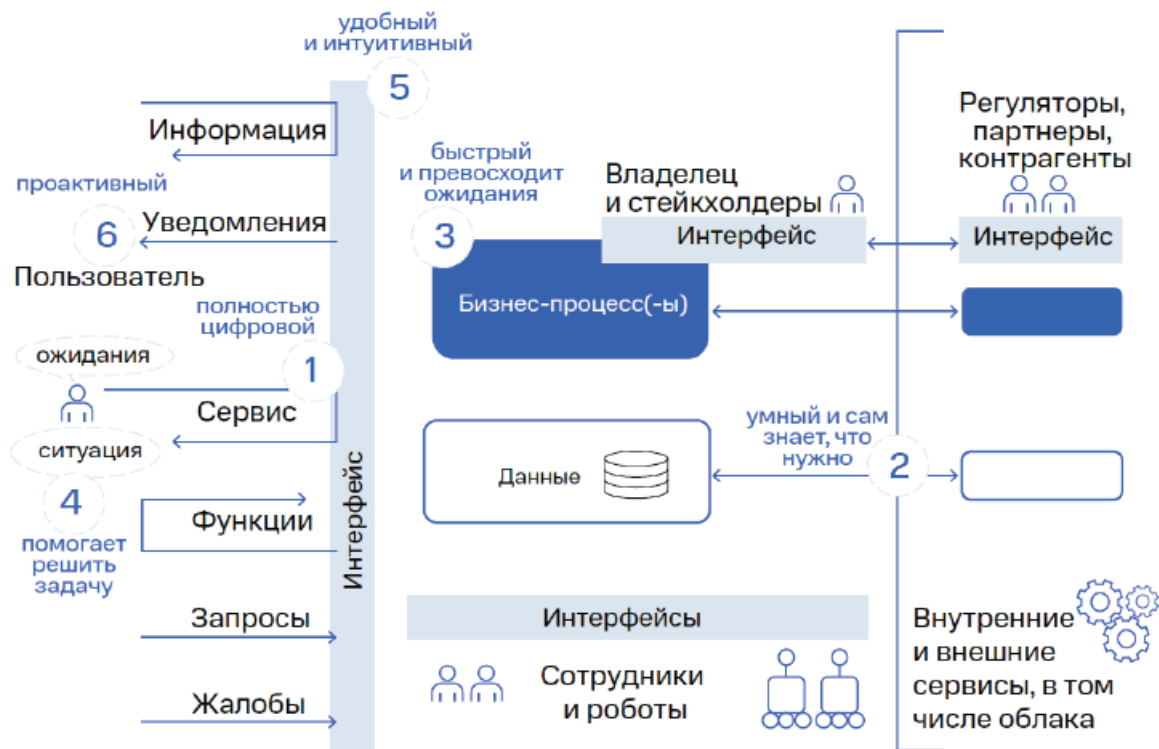 удобный
и интуитивный
5
Информация
проактивный
6
Уведомления
Пользователь
полностью
цифровой
1
ожидания
Сервис
ситуация
4
помогает
решить
задачу
Функции
Запросы
Жалобы
Интерфейс
быстрый
и превосходит
ожидания
3
Владелец
и стейкхолдеры
Интерфейс
Бизнес-процесс(-ы)
Данные
умный и сам
знает, что
нужно
2
Интерфейсы
Сотрудники
и роботы
Регуляторы,
партнеры,
контрагенты
Интерфейс
Внутренние
и внешние
сервисы, в том
числе облака